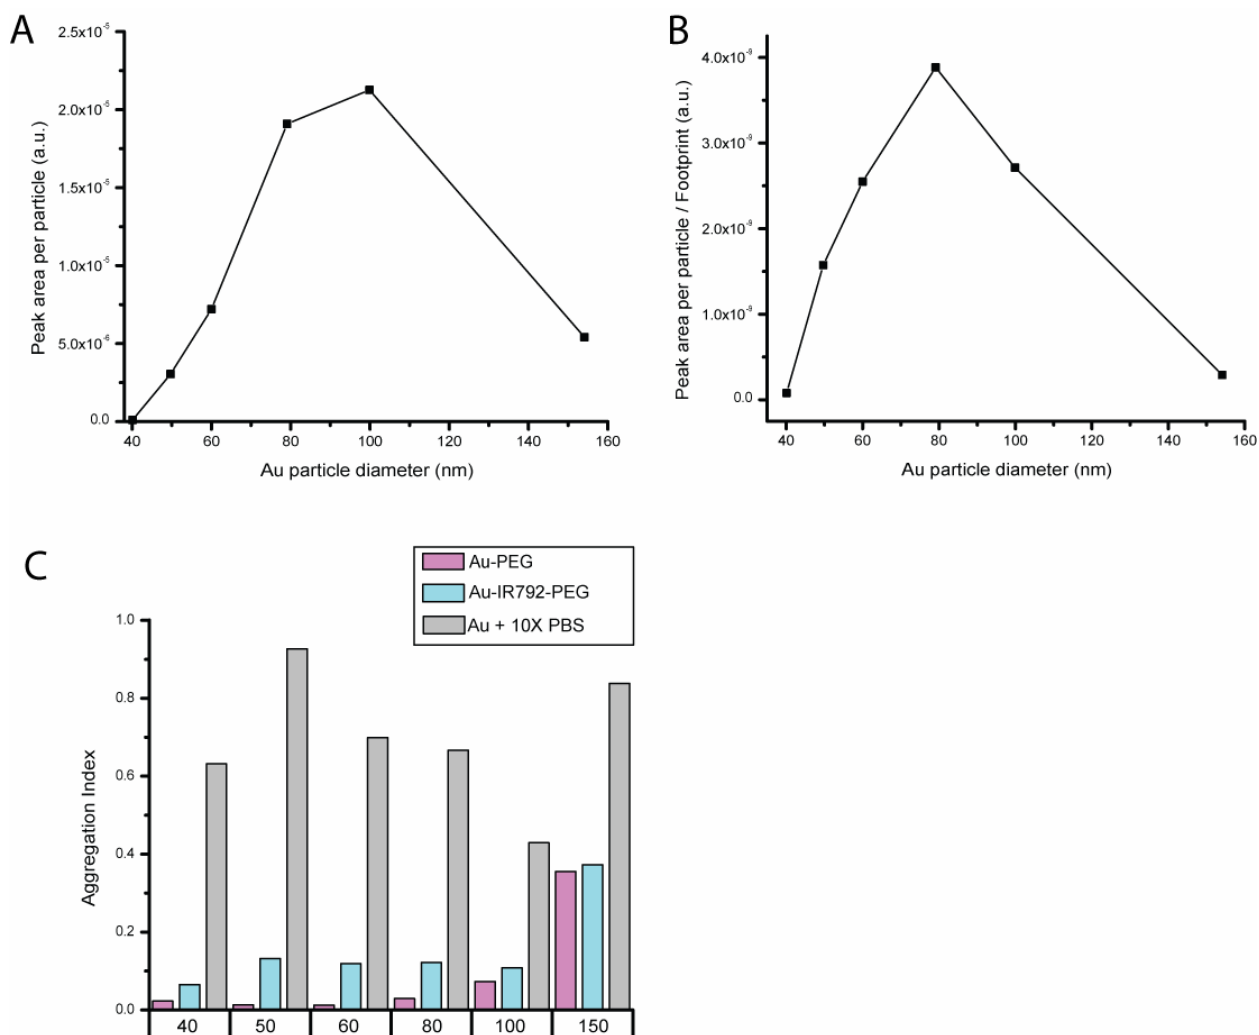 A
2.5x10⁻⁵
2.0x10⁻⁵
1.5x10⁻⁵
1.0x10⁻⁵
5.0x10⁻⁶
0.0
Peak area per particle (a.u.)
40 60 80 100 120 140 160
Au particle diameter (nm)
B
4.0x10⁻⁹
3.0x10⁻⁹
2.0x10⁻⁹
1.0x10⁻⁹
0.0
Peak area per particle / Footprint (a.u.)
40 60 80 100 120 140 160
Au particle diameter (nm)
C
Au-PEG
Au-IR792-PEG
Au + 10X PBS
1.0
0.8
0.6
0.4
0.2
0.0
Aggregation Index
40 50 60 80 100 150